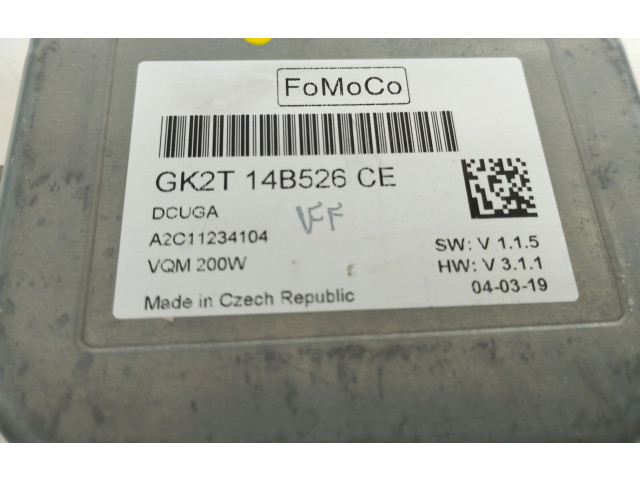 FoMoCo
GK2T 14B526 CE
DCUGA
A2C11234104
VQM 200W
SW: V 1.1.5
HW: V 3.1.1
04-03-19
Made in Czech Republic